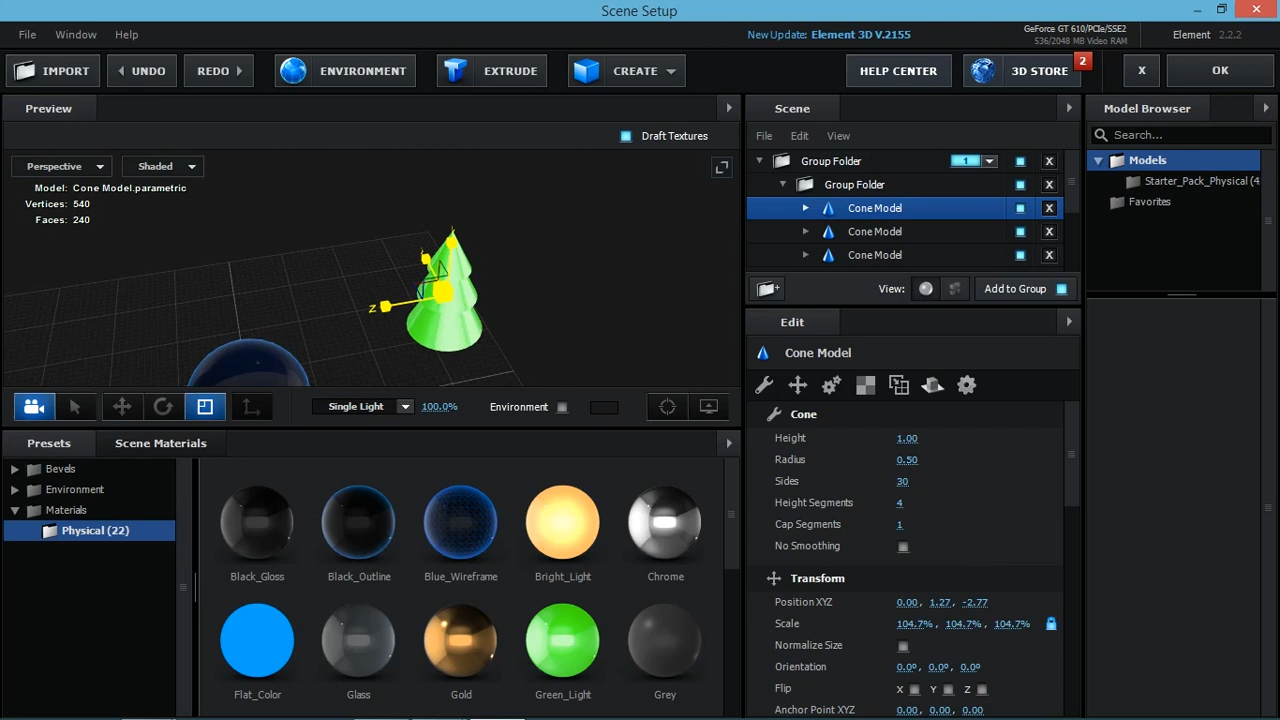 Scene Setup
File Window Help
New Update: Element 3D V.2155
GeForce GT 610/PCIe/SSE2
536/2048 MB Video RAM
Element 2.2.2
IMPORT UNDO REDO ENVIRONMENT EXTRUDE CREATE HELP CENTER 3D STORE 2 X OK
Preview
Draft Textures
Perspective Shaded
Model: Cone Model.parametric
Vertices: 540
Faces: 240
Z
Single Light 100.0% Environment
Presets Scene Materials
Bevels
Environment
Materials
Physical (22)
Black_Gloss Black_Outline Blue_Wireframe Bright_Light Chrome
Flat_Color Glass Gold Green_Light Grey
Scene
File Edit View
Group Folder 1 X
Group Folder X
Cone Model X
Cone Model X
Cone Model X
View: Add to Group
Edit
Cone Model
Cone
Height 1.00
Radius 0.50
Sides 30
Height Segments 4
Cap Segments 1
No Smoothing
Transform
Position XYZ 0.00, 1.27, -2.77
Scale 104.7%, 104.7%, 104.7%
Normalize Size
Orientation 0.0º, 0.0º, 0.0º
Flip X Y Z
Anchor Point XYZ 0.00, 0.00, 0.00
Model Browser
Search...
Models
Starter_Pack_Physical (4
Favorites